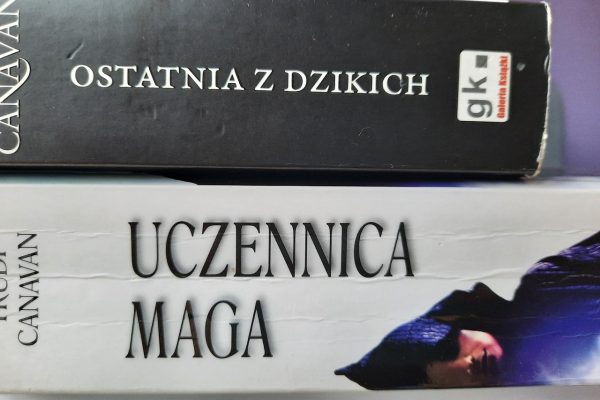 CANAVAN
OSTATNIA Z DZIKICH
gk.
Galeria Książki
TRUDI
CANAVAN
UCZENNICA
MAGA